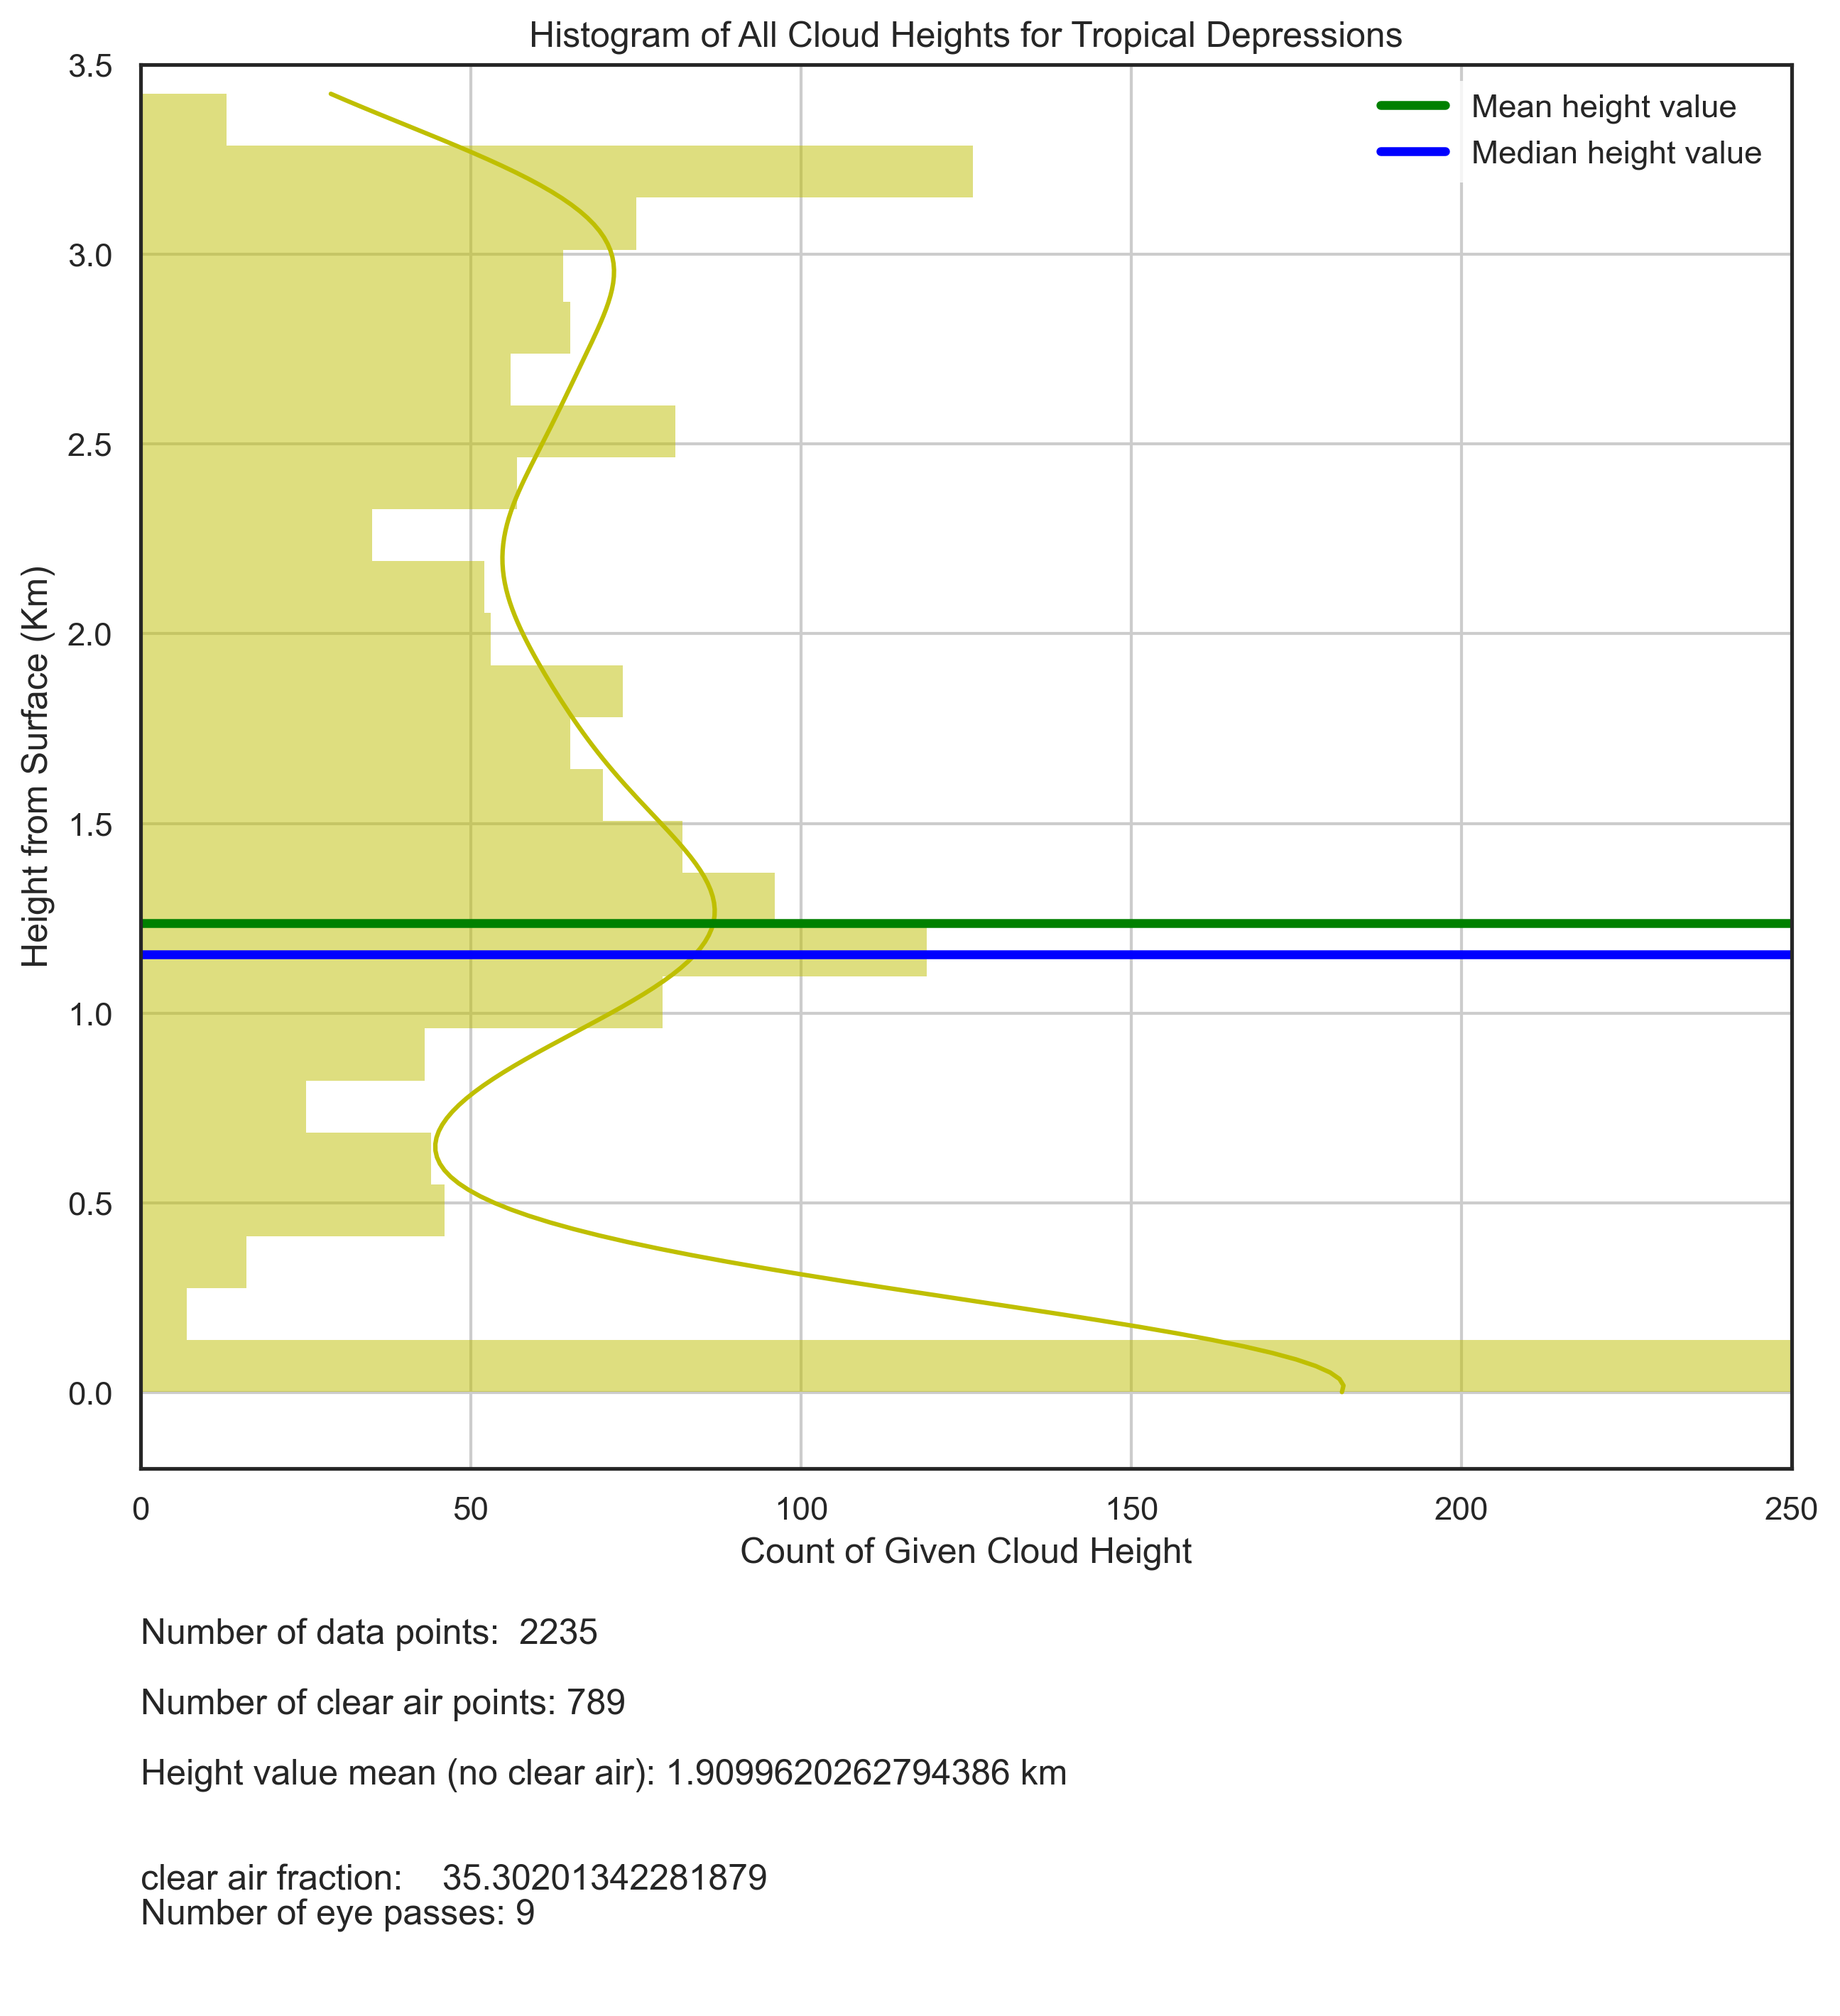 Histogram of All Cloud Heights for Tropical Depressions
3.5
3.0
2.5
2.0
1.5
1.0
0.5
0.0
Height from Surface (Km)
Mean height value
Median height value
0 50 100 150 200 250
Count of Given Cloud Height
Number of data points:  2235
Number of clear air points: 789
Height value mean (no clear air): 1.9099620262794386 km
clear air fraction:    35.30201342281879
Number of eye passes: 9